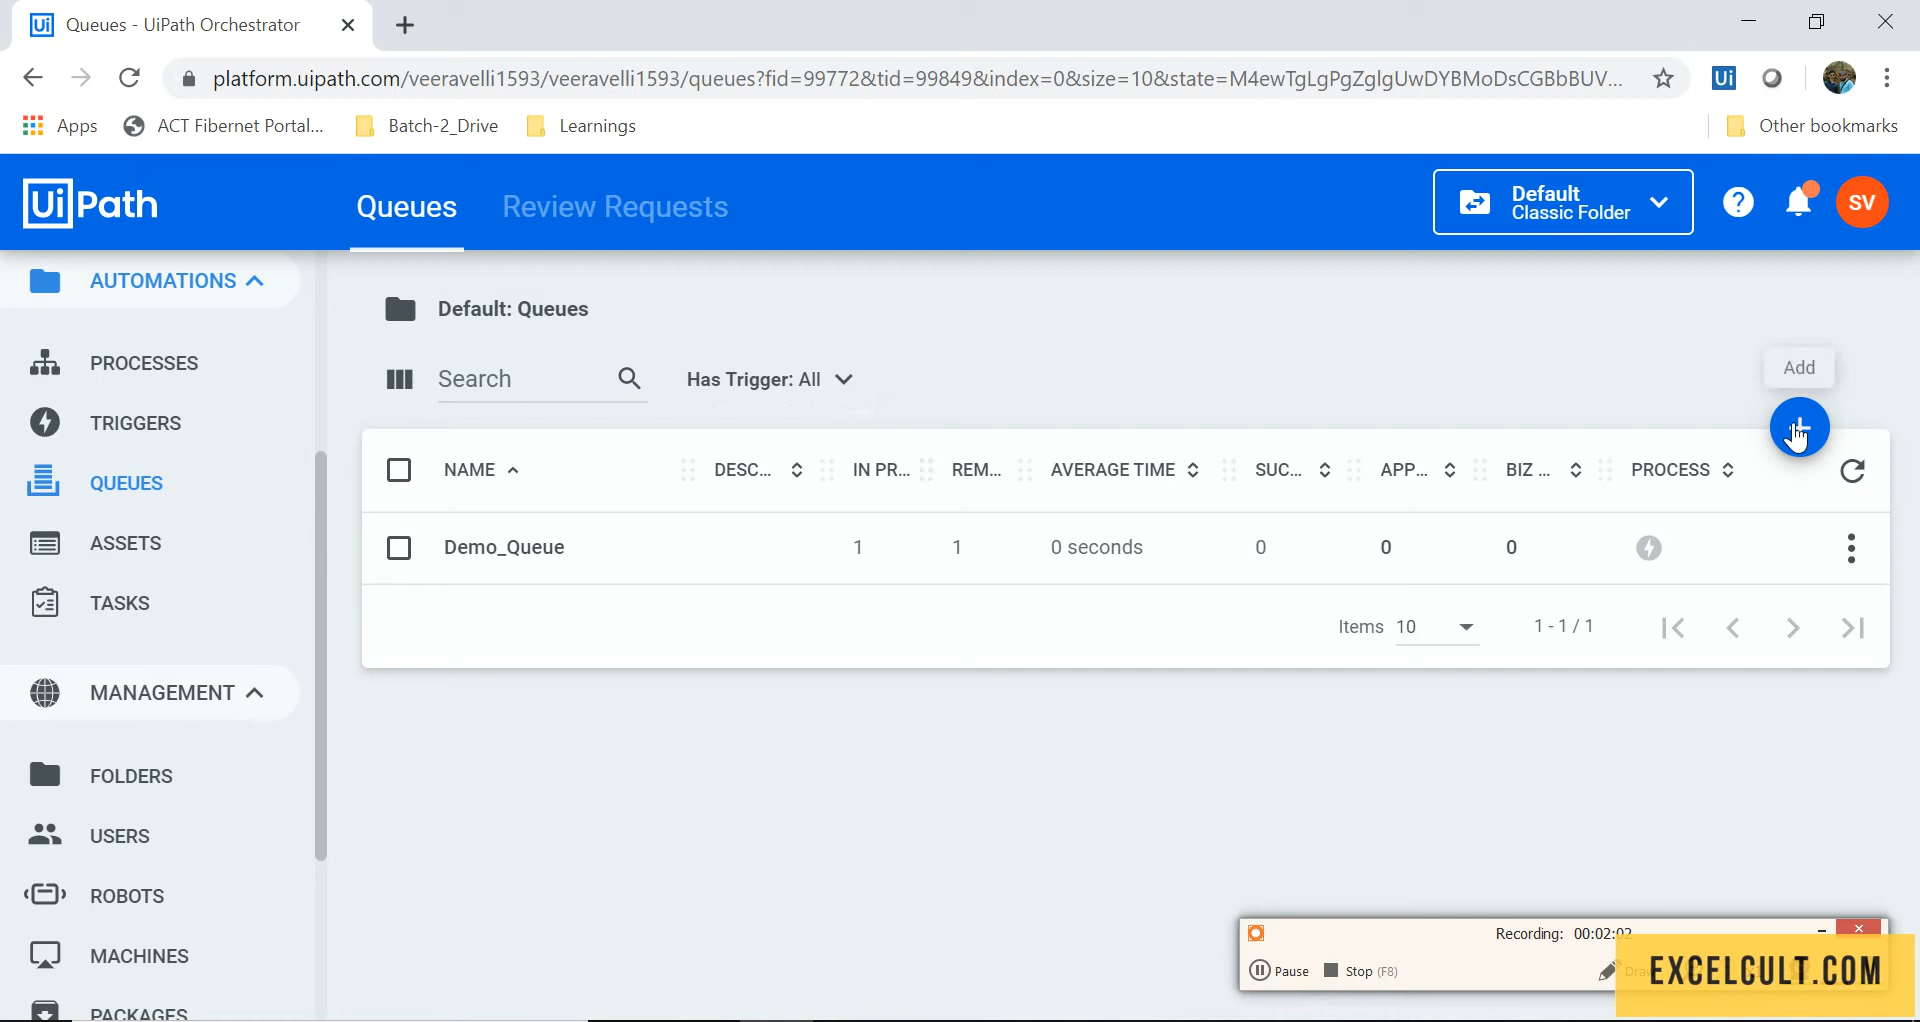 Queues - UiPath Orchestrator
platform.uipath.com/veeravelli1593/veeravelli1593/queues?fid=99772&tid=99849&index=0&size=10&state=M4ewTgLgPgZglgUwDYBMoDsCGBbBUV...
Ui
Apps
ACT Fibernet Portal...
Batch-2_Drive
Learnings
Other bookmarks
Ui Path
Queues
Review Requests
Default
Classic Folder
?
SV
AUTOMATIONS
PROCESSES
TRIGGERS
QUEUES
ASSETS
TASKS
MANAGEMENT
FOLDERS
USERS
ROBOTS
MACHINES
PACKAGES
Default: Queues
Search
Has Trigger: All
Add
NAME DESC... IN PR... REM... AVERAGE TIME SUC... APP... BIZ ... PROCESS
Demo_Queue 1 1 0 seconds 0 0 0
Items 10 1 - 1 / 1
Recording: 00:02:02
Pause Stop (F8)
EXCELCULT.COM